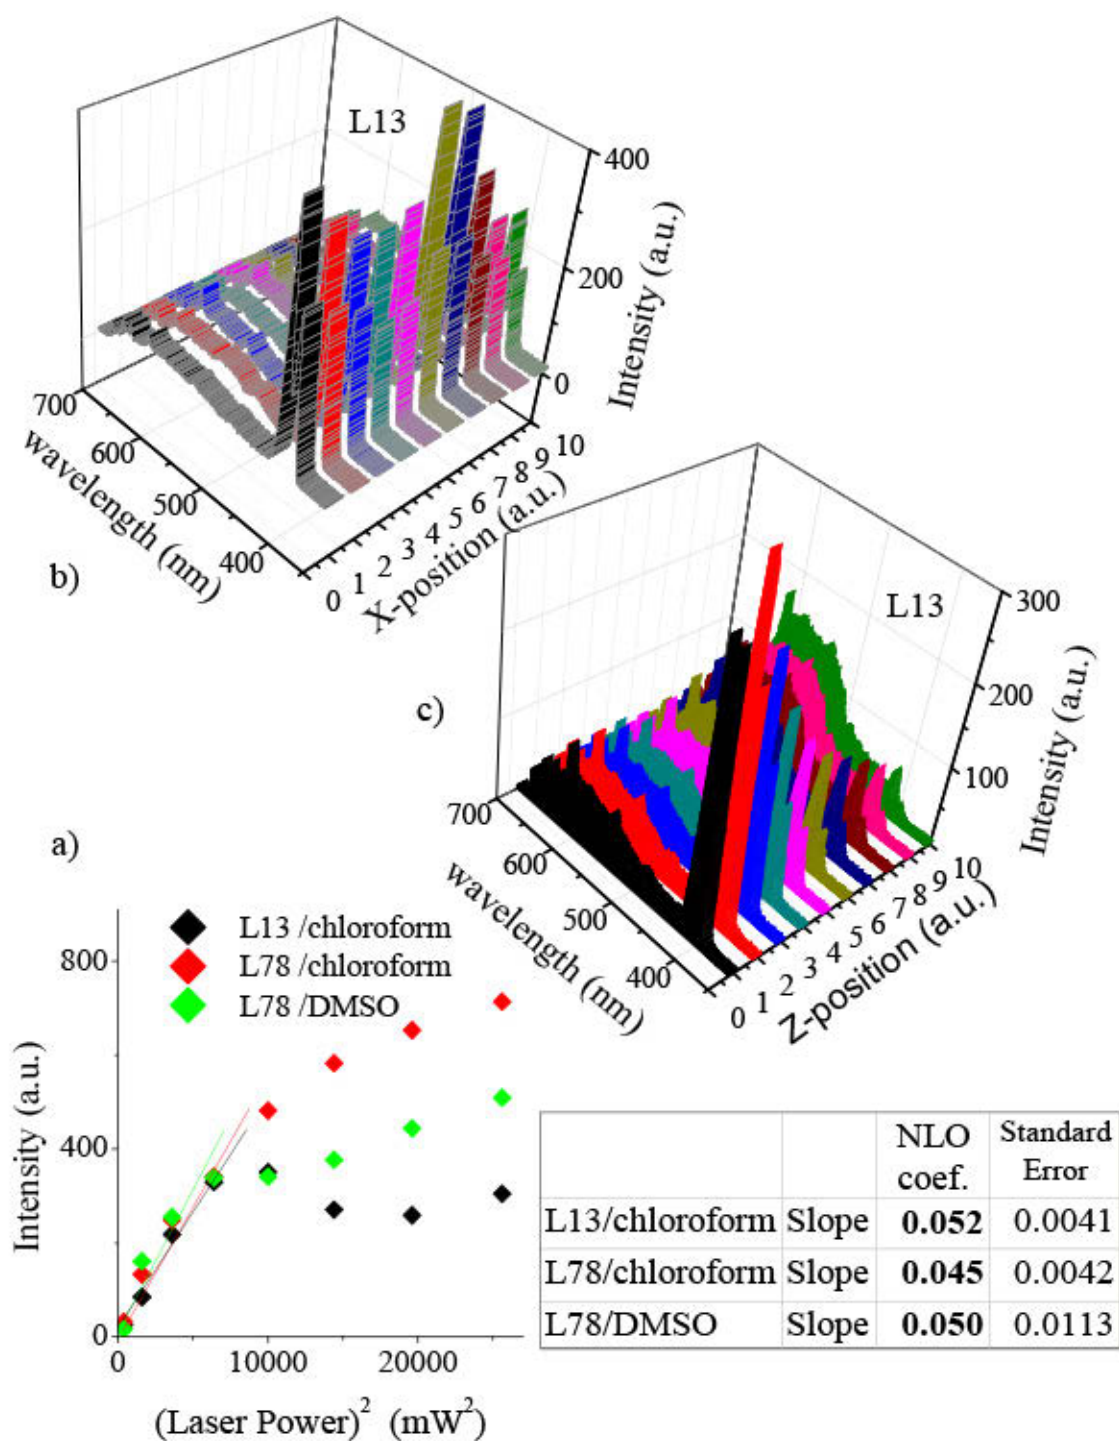 L13
400
200
0
Intensity (a.u.)
700
600
500
400
wavelength (nm)
0 1 2 3 4 5 6 7 8 9 10
X-position (a.u.)
b)
L13
300
200
100
Intensity (a.u.)
c)
700
600
500
400
wavelength (nm)
0 1 2 3 4 5 6 7 8 9 10
Z-position (a.u.)
a)
L13 /chloroform
L78 /chloroform
L78 /DMSO
800
400
0
Intensity (a.u.)
0 10000 20000
(Laser Power)² (mW²)
NLO coef. Standard Error
L13/chloroform Slope 0.052 0.0041
L78/chloroform Slope 0.045 0.0042
L78/DMSO Slope 0.050 0.0113